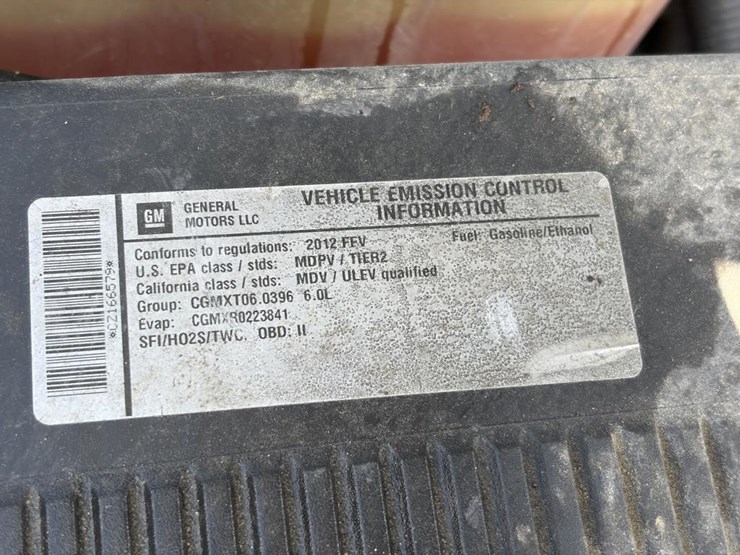 GM
GENERAL
MOTORS LLC
VEHICLE EMISSION CONTROL
INFORMATION
Conforms to regulations: 2012 FFV
Fuel: Gasoline/Ethanol
U.S. EPA class / stds: MDPV / TIER2
California class / stds: MDV / ULEV qualified
Group: CGMXT06.0396 6.0L
Evap: CGMXR0223841
SFI/HO2S/TWC. OBD: II
*CZ166579*